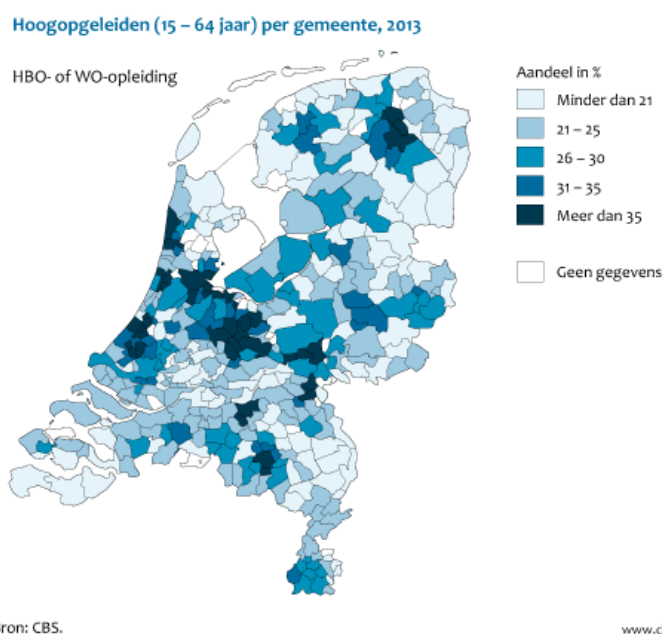 Hoogopgeleiden (15 – 64 jaar) per gemeente, 2013
HBO- of WO-opleiding
Aandeel in %
Minder dan 21
21 – 25
26 – 30
31 – 35
Meer dan 35
Geen gegevens
ron: CBS.
www.c